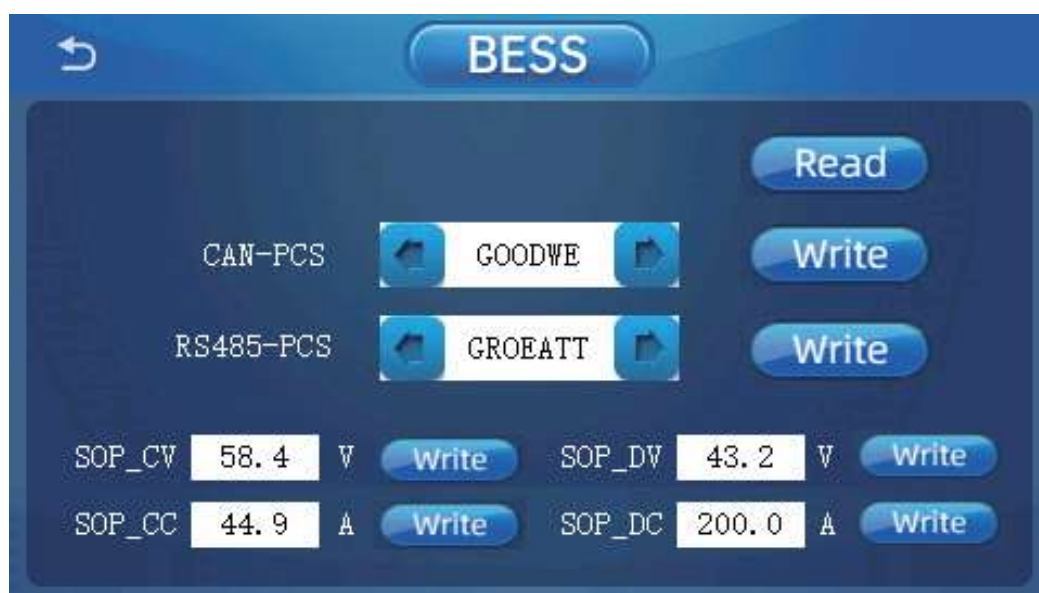 BESS
Read
CAN-PCS GOODWE Write
RS485-PCS GROEATT Write
SOP_CV 58.4 V Write SOP_DV 43.2 V Write
SOP_CC 44.9 A Write SOP_DC 200.0 A Write